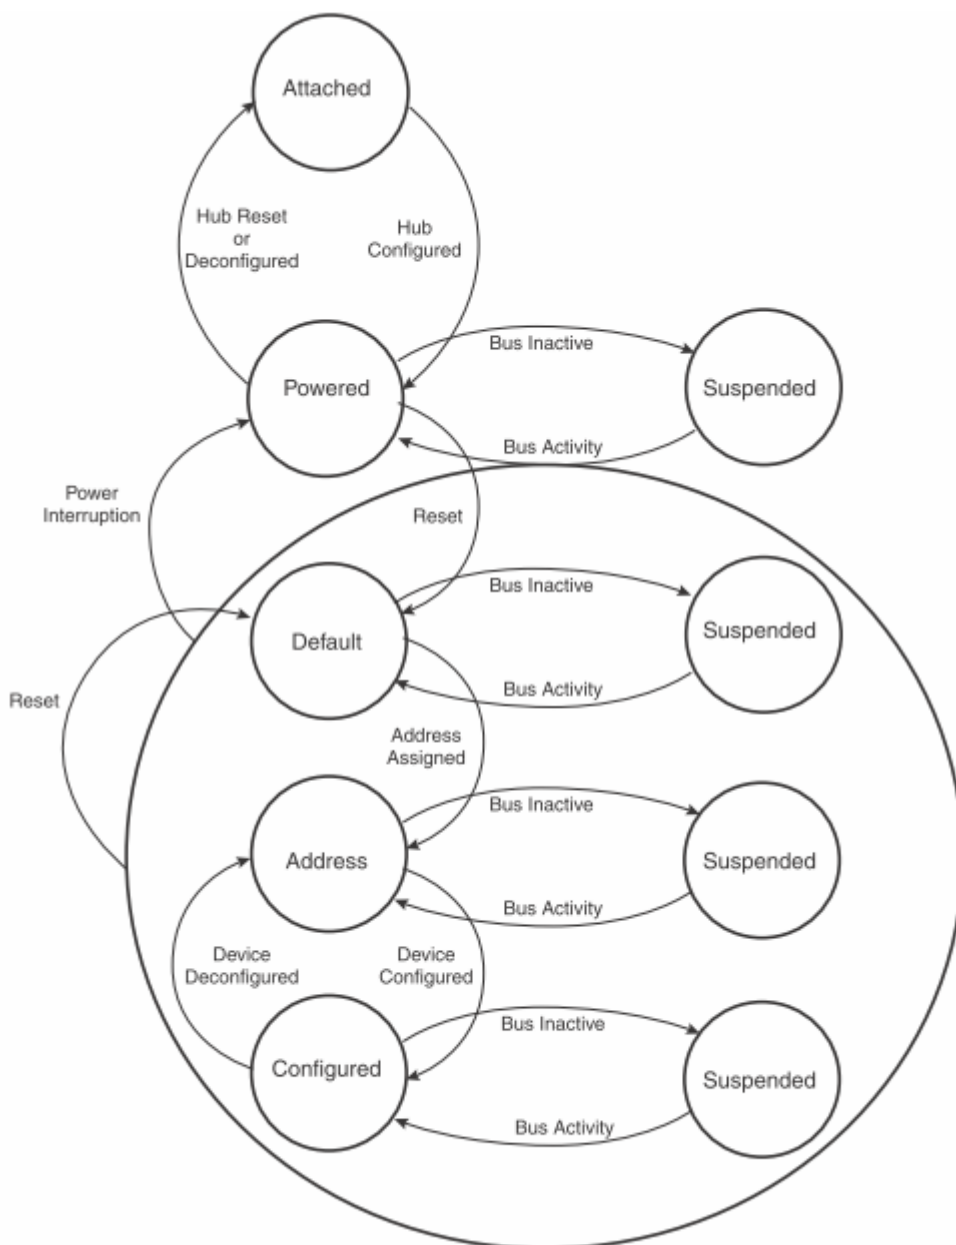 Attached
Hub Reset
or
Deconfigured
Hub
Configured
Bus Inactive
Powered
Suspended
Bus Activity
Power
Interruption
Reset
Bus Inactive
Default
Suspended
Bus Activity
Reset
Address
Assigned
Bus Inactive
Address
Suspended
Bus Activity
Device
Deconfigured
Device
Configured
Bus Inactive
Configured
Suspended
Bus Activity